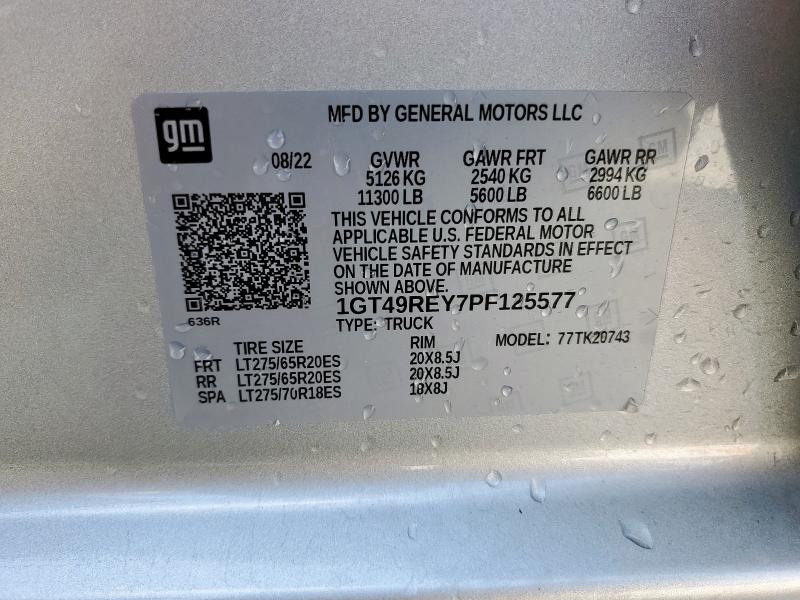 gm
MFD BY GENERAL MOTORS LLC
08/22 GVWR GAWR FRT GAWR RR
5126 KG 2540 KG 2994 KG
11300 LB 5600 LB 6600 LB
THIS VEHICLE CONFORMS TO ALL
APPLICABLE U.S. FEDERAL MOTOR
VEHICLE SAFETY STANDARDS IN EFFECT
ON THE DATE OF MANUFACTURE
SHOWN ABOVE.
1GT49REY7PF125577
636R
TYPE: TRUCK
MODEL: 77TK20743
TIRE SIZE RIM
FRT LT275/65R20ES 20X8.5J
RR LT275/65R20ES 20X8.5J
SPA LT275/70R18ES 18X8J